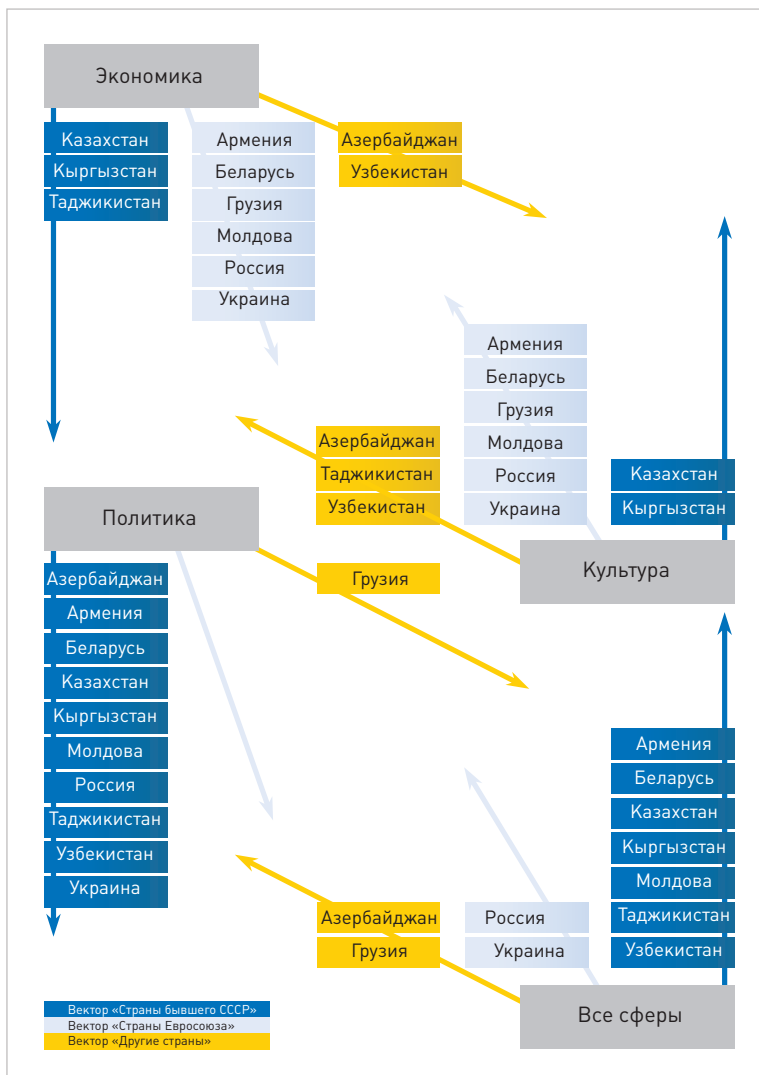 Экономика
Казахстан
Кыргызстан
Таджикистан
Армения
Беларусь
Грузия
Молдова
Россия
Украина
Азербайджан
Узбекистан
Армения
Беларусь
Грузия
Молдова
Россия
Украина
Азербайджан
Таджикистан
Узбекистан
Казахстан
Кыргызстан
Культура
Политика
Азербайджан
Армения
Беларусь
Казахстан
Кыргызстан
Молдова
Россия
Таджикистан
Узбекистан
Украина
Грузия
Армения
Беларусь
Казахстан
Кыргызстан
Молдова
Таджикистан
Узбекистан
Азербайджан
Грузия
Россия
Украина
Все сферы
Вектор «Страны бывшего СССР»
Вектор «Страны Евросоюза»
Вектор «Другие страны»